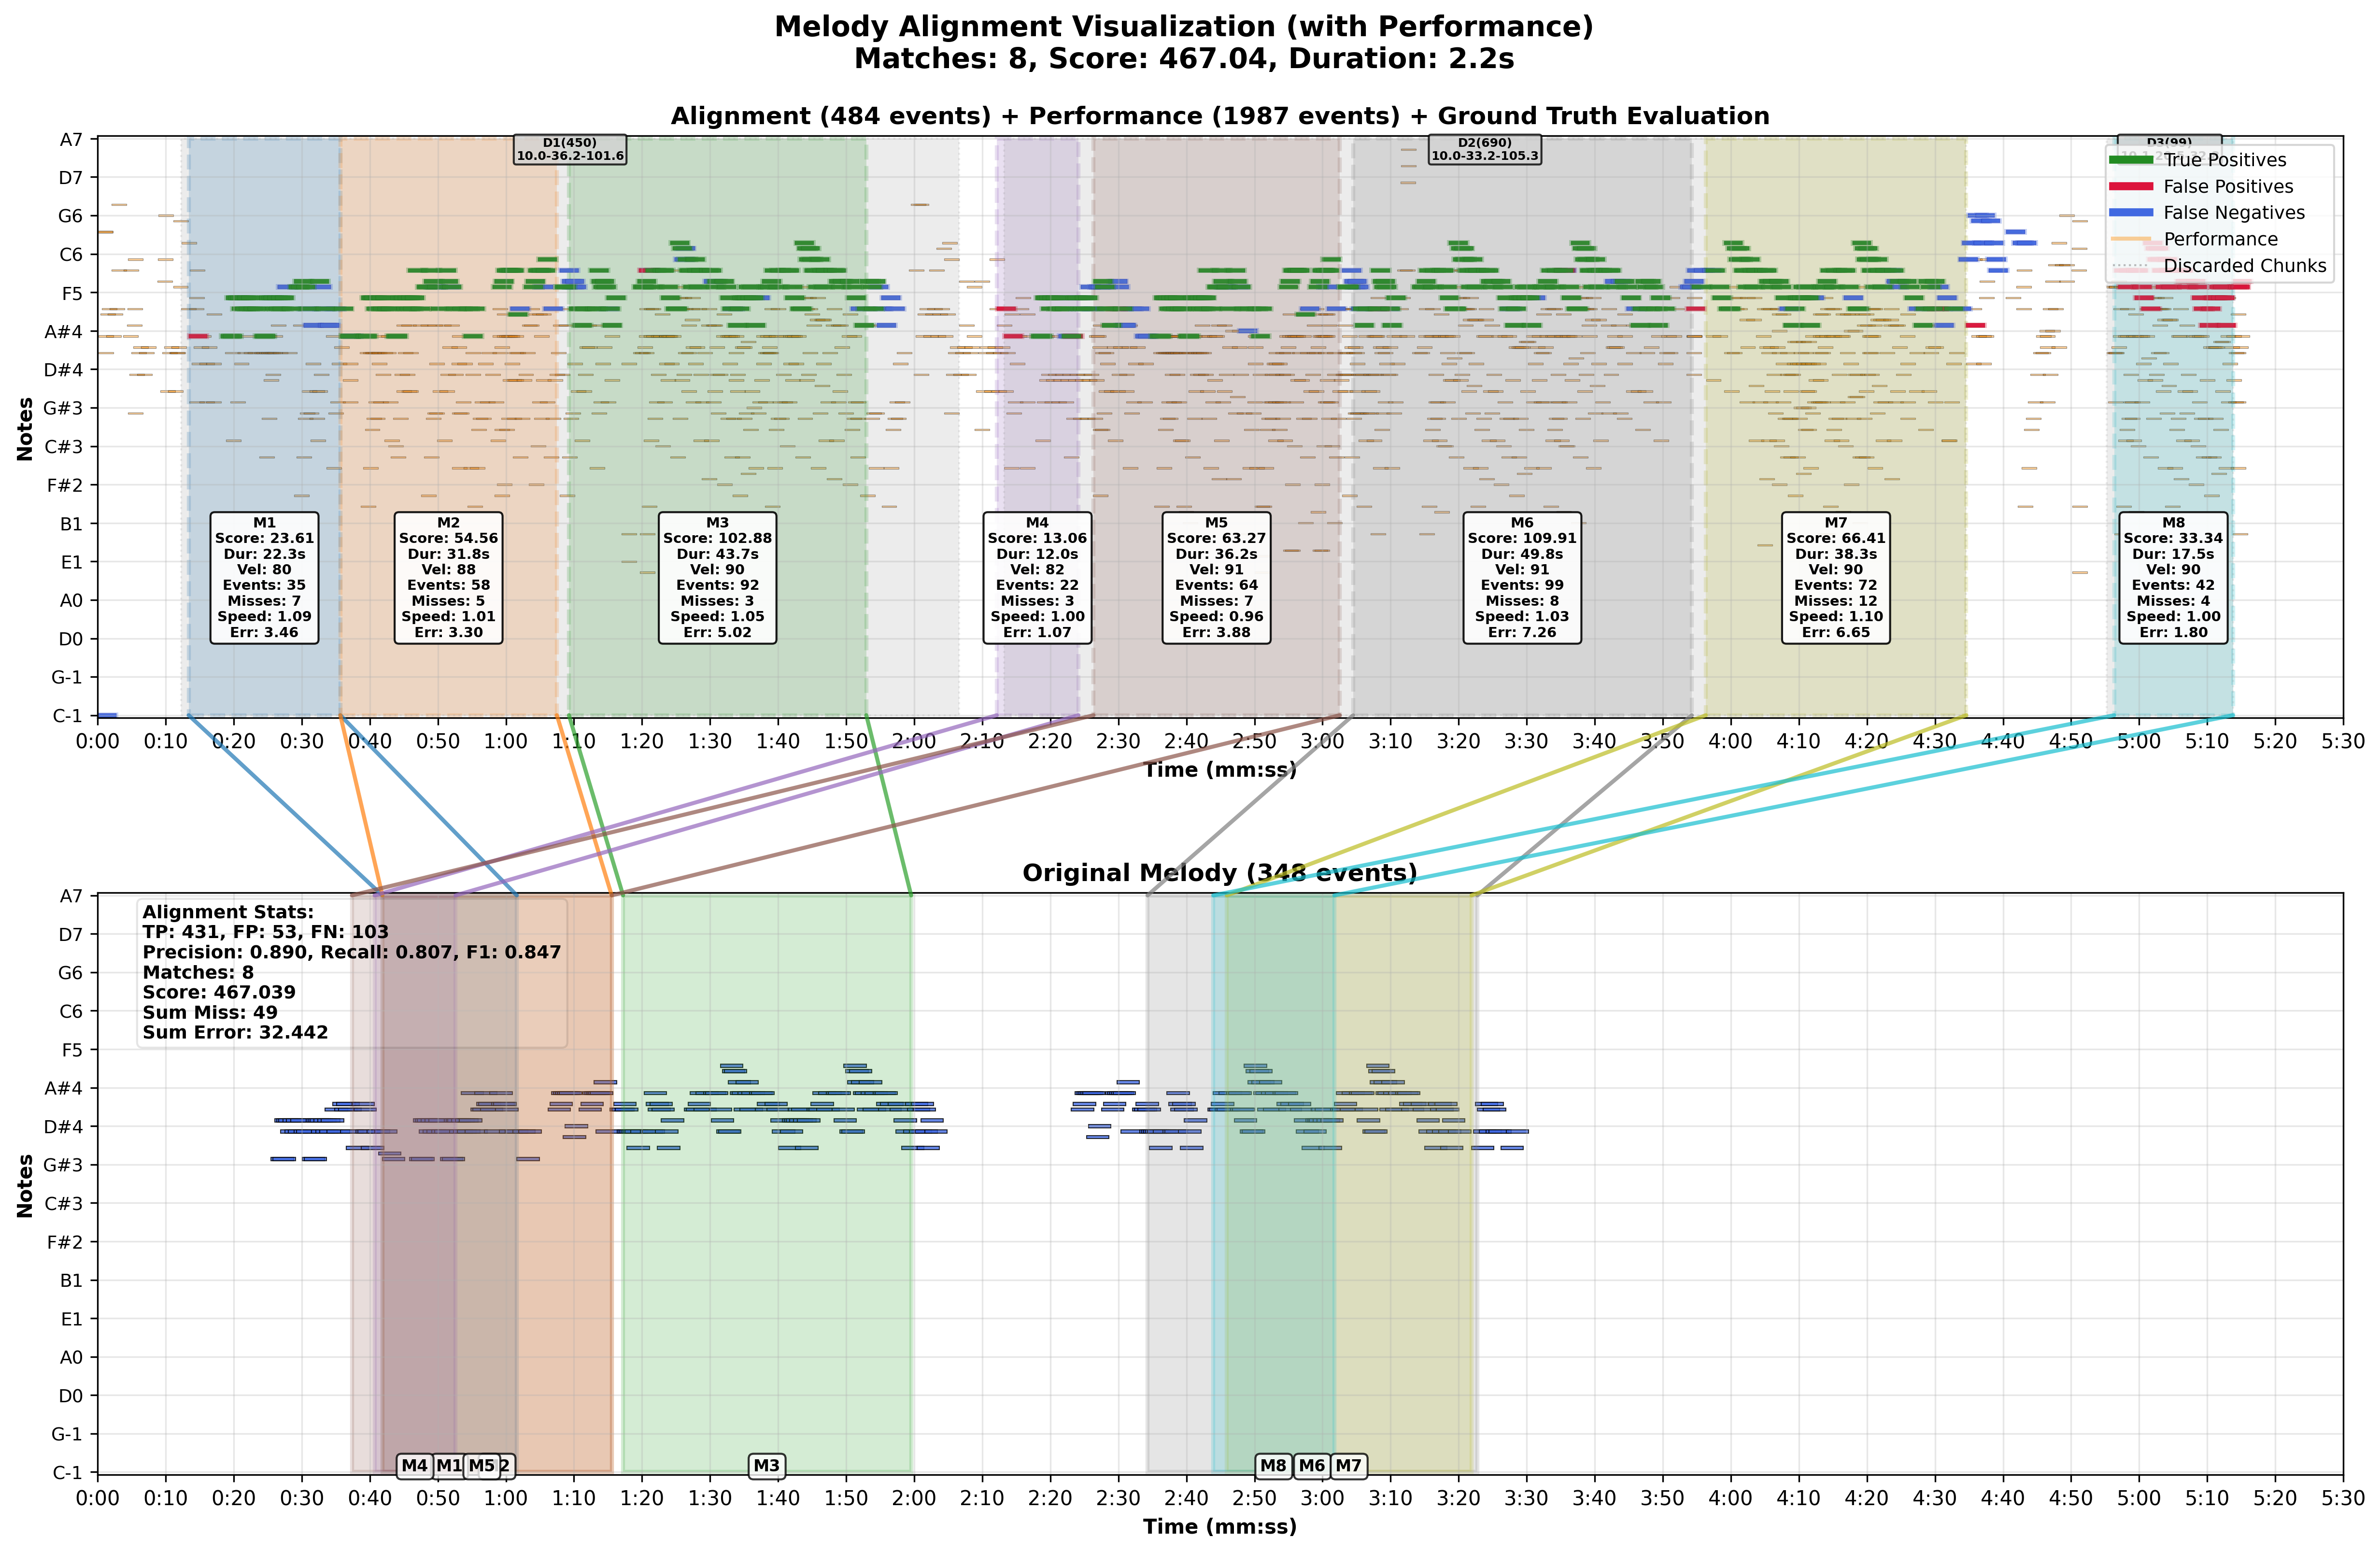 Melody Alignment Visualization (with Performance)
Matches: 8, Score: 467.04, Duration: 2.2s
Alignment (484 events) + Performance (1987 events) + Ground Truth Evaluation
Notes
A7
D7
G6
C6
F5
A#4
D#4
G#3
C#3
F#2
B1
E1
A0
D0
G-1
C-1
D1(450)
10.0-36.2-101.6
D2(690)
10.0-33.2-105.3
D3(99)
True Positives
False Positives
False Negatives
Performance
Discarded Chunks
M1
Score: 23.61
Dur: 22.3s
Vel: 80
Events: 35
Misses: 7
Speed: 1.09
Err: 3.46
M2
Score: 54.56
Dur: 31.8s
Vel: 88
Events: 58
Misses: 5
Speed: 1.01
Err: 3.30
M3
Score: 102.88
Dur: 43.7s
Vel: 90
Events: 92
Misses: 3
Speed: 1.05
Err: 5.02
M4
Score: 13.06
Dur: 12.0s
Vel: 82
Events: 22
Misses: 3
Speed: 1.00
Err: 1.07
M5
Score: 63.27
Dur: 36.2s
Vel: 91
Events: 64
Misses: 7
Speed: 0.96
Err: 3.88
M6
Score: 109.91
Dur: 49.8s
Vel: 91
Events: 99
Misses: 8
Speed: 1.03
Err: 7.26
M7
Score: 66.41
Dur: 38.3s
Vel: 90
Events: 72
Misses: 12
Speed: 1.10
Err: 6.65
M8
Score: 33.34
Dur: 17.5s
Vel: 90
Events: 42
Misses: 4
Speed: 1.00
Err: 1.80
0:00 0:10 0:20 0:30 0:40 0:50 1:00 1:10 1:20 1:30 1:40 1:50 2:00 2:10 2:20 2:30 2:40 2:50 3:00 3:10 3:20 3:30 3:40 3:50 4:00 4:10 4:20 4:30 4:40 4:50 5:00 5:10 5:20 5:30
Time (mm:ss)
Original Melody (348 events)
Notes
A7
D7
G6
C6
F5
A#4
D#4
G#3
C#3
F#2
B1
E1
A0
D0
G-1
C-1
Alignment Stats:
TP: 431, FP: 53, FN: 103
Precision: 0.890, Recall: 0.807, F1: 0.847
Matches: 8
Score: 467.039
Sum Miss: 49
Sum Error: 32.442
M4 M1 M5 2 M3 M8 M6 M7
0:00 0:10 0:20 0:30 0:40 0:50 1:00 1:10 1:20 1:30 1:40 1:50 2:00 2:10 2:20 2:30 2:40 2:50 3:00 3:10 3:20 3:30 3:40 3:50 4:00 4:10 4:20 4:30 4:40 4:50 5:00 5:10 5:20 5:30
Time (mm:ss)